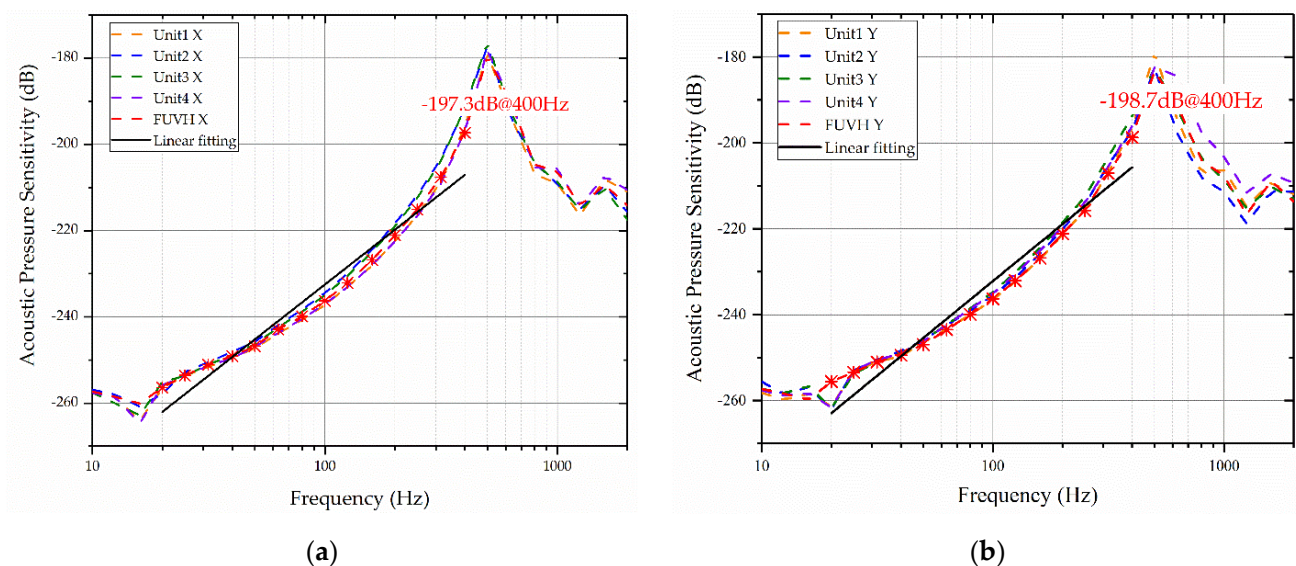 Acoustic Pressure Sensitivity (dB)
-180
-200
-220
-240
-260
Unit1 X
Unit2 X
Unit3 X
Unit4 X
FUVH X
Linear fitting
-197.3dB@400Hz
10
100
1000
Frequency (Hz)
(a)
Acoustic Pressure Sensitivity (dB)
-180
-200
-220
-240
-260
Unit1 Y
Unit2 Y
Unit3 Y
Unit4 Y
FUVH Y
Linear fitting
-198.7dB@400Hz
10
100
1000
Frequency (Hz)
(b)